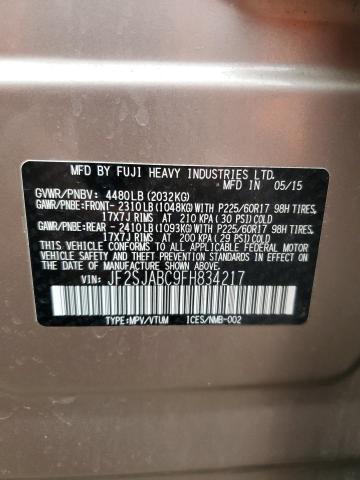 MFD. BY FUJI HEAVY INDUSTRIES LTD.
MADE IN 05/15
GVWR/PNBV: 4480LB(2032KG)
GAWR/PNBE:FRONT- 2310LB(1048KG)WITH P225/60R17 98H TIRES,
17X7J RIMS AT 210 KPA(30 PSI)COLD
GAWR/PNBE:REAR - 2410LB(1093KG)WITH P225/60R17 98H TIRES,
17X7J RIMS AT 200 KPA(29 PSI)COLD
THIS VEHICLE CONFORMS TO ALL APPLICABLE FEDERAL
MOTOR VEHICLE SAFETY STANDARDS IN EFFECT
ON THE DATE OF MANUFACTURE SHOWN ABOVE.
VIN: JF2SJABC9FH834217
TYPE:MPV/VTUM ICES/NMB-002